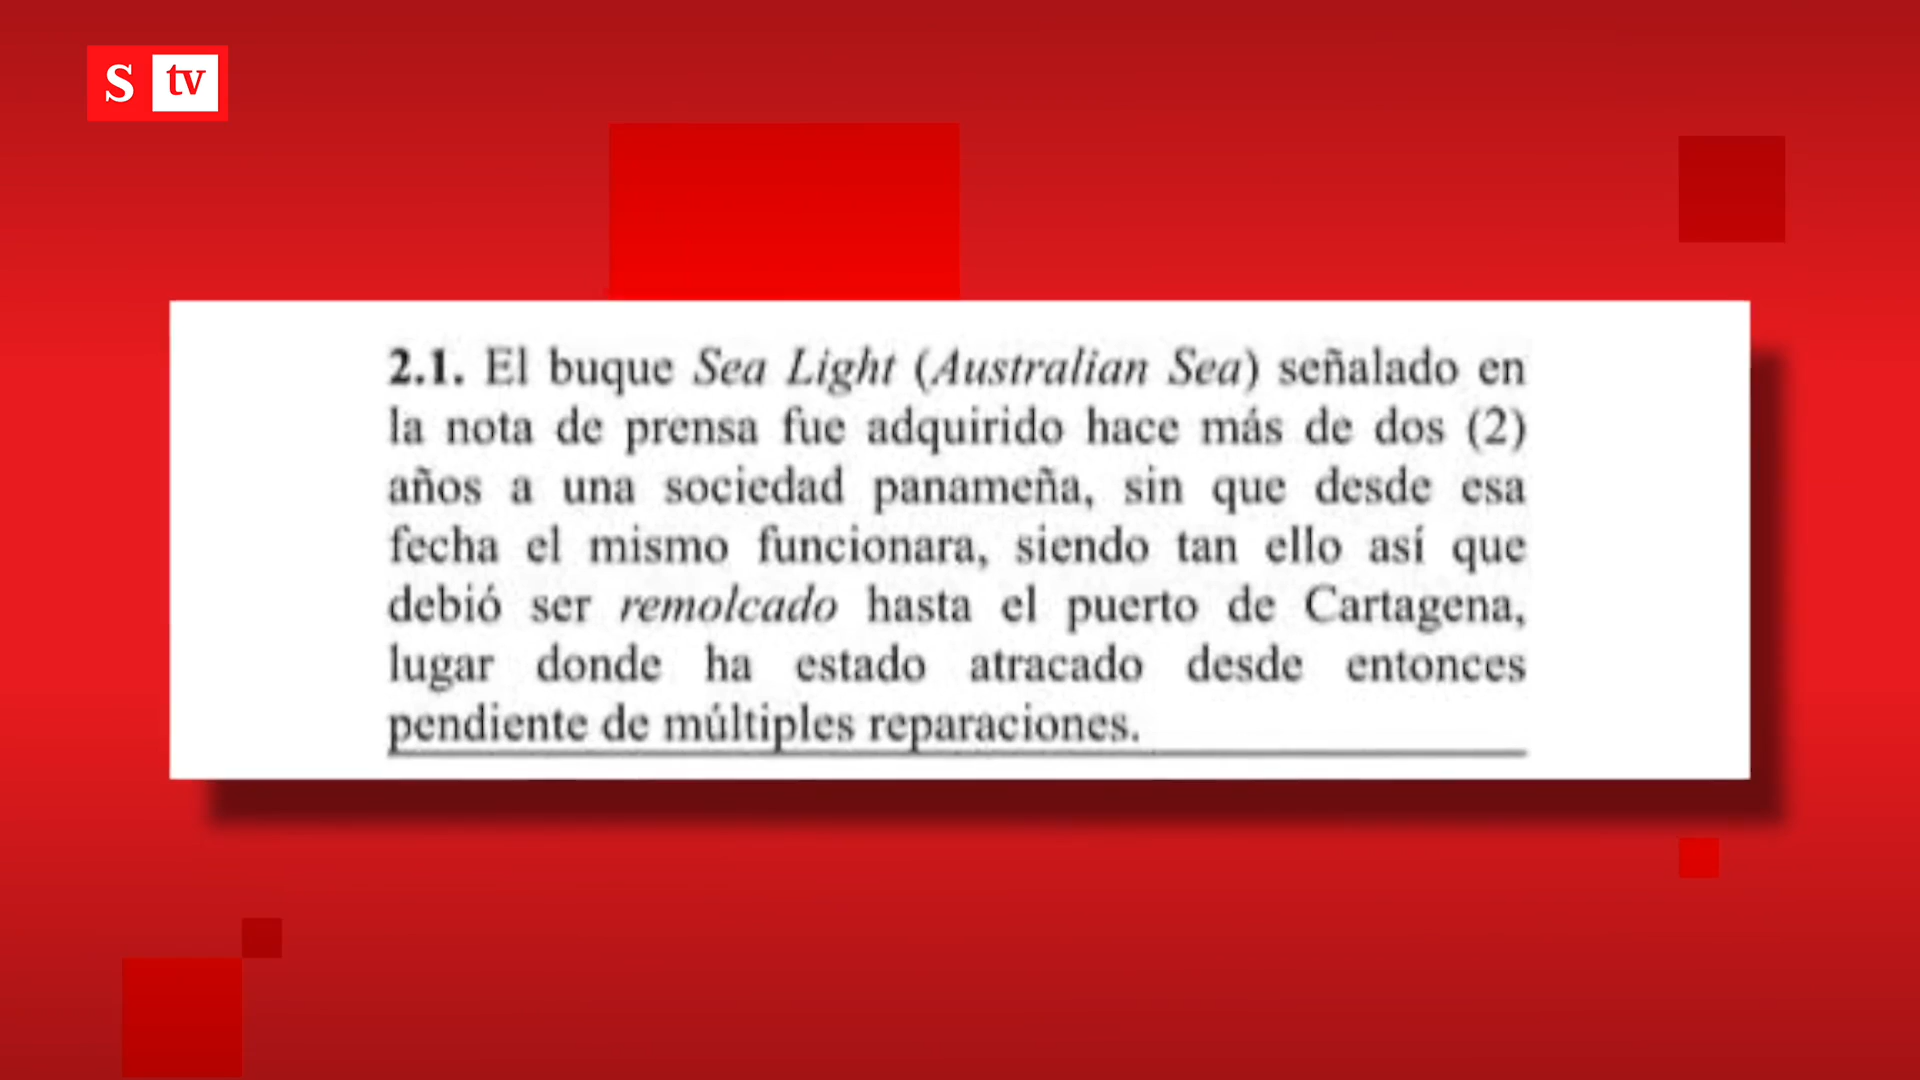 S tv
2.1. El buque Sea Light (Australian Sea) señalado en
la nota de prensa fue adquirido hace más de dos (2)
años a una sociedad panameña, sin que desde esa
fecha el mismo funcionara, siendo tan ello así que
debió ser remolcado hasta el puerto de Cartagena,
lugar donde ha estado atracado desde entonces
pendiente de múltiples reparaciones.